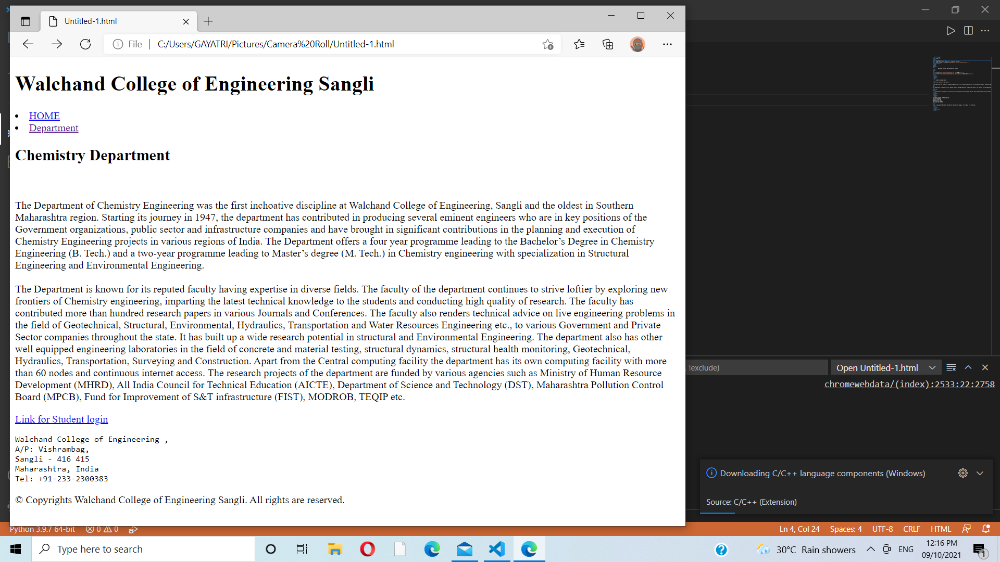 Untitled-1.html
File
C:/Users/GAYATRI/Pictures/Camera%20Roll/Untitled-1.html
Walchand College of Engineering Sangli
HOME
Department
Chemistry Department
The Department of Chemistry Engineering was the first inchoative discipline at Walchand College of Engineering, Sangli and the oldest in Southern
Maharashtra region. Starting its journey in 1947, the department has contributed in producing several eminent engineers who are in key positions of the
Government organizations, public sector and infrastructure companies and have brought in significant contributions in the planning and execution of
Chemistry Engineering projects in various regions of India. The Department offers a four year programme leading to the Bachelor’s Degree in Chemistry
Engineering (B. Tech.) and a two-year programme leading to Master’s degree (M. Tech.) in Chemistry engineering with specialization in Structural
Engineering and Environmental Engineering.
The Department is known for its reputed faculty having expertise in diverse fields. The faculty of the department continues to strive loftier by exploring new
frontiers of Chemistry engineering, imparting the latest technical knowledge to the students and conducting high quality of research. The faculty has
contributed more than hundred research papers in various Journals and Conferences. The faculty also renders technical advice on live engineering problems in
the field of Geotechnical, Structural, Environmental, Hydraulics, Transportation and Water Resources Engineering etc., to various Government and Private
Sector companies throughout the state. It has built up a wide research potential in structural and Environmental Engineering. The department also has other
well equipped engineering laboratories in the field of concrete and material testing, structural dynamics, structural health monitoring, Geotechnical,
Hydraulics, Transportation, Surveying and Construction. Apart from the Central computing facility the department has its own computing facility with more
than 60 nodes and continuous internet access. The research projects of the department are funded by various agencies such as Ministry of Human Resource
Development (MHRD), All India Council for Technical Education (AICTE), Department of Science and Technology (DST), Maharashtra Pollution Control
Board (MPCB), Fund for Improvement of S&T infrastructure (FIST), MODROB, TEQIP etc.
Link for Student login
Walchand College of Engineering ,
A/P: Vishrambag,
Sangli - 416 415
Maharashtra, India
Tel: +91-233-2300383
© Copyrights Walchand College of Engineering Sangli. All rights are reserved.
!exclude)
Open Untitled-1.html
chromewebdata/(index):2533:22:2758
Downloading C/C++ language components (Windows)
Source: C/C++ (Extension)
Python 3.9.7 64-bit
0
0
Ln 4, Col 24
Spaces: 4
UTF-8
CRLF
HTML
Type here to search
30°C Rain showers
ENG
12:16 PM
09/10/2021
1